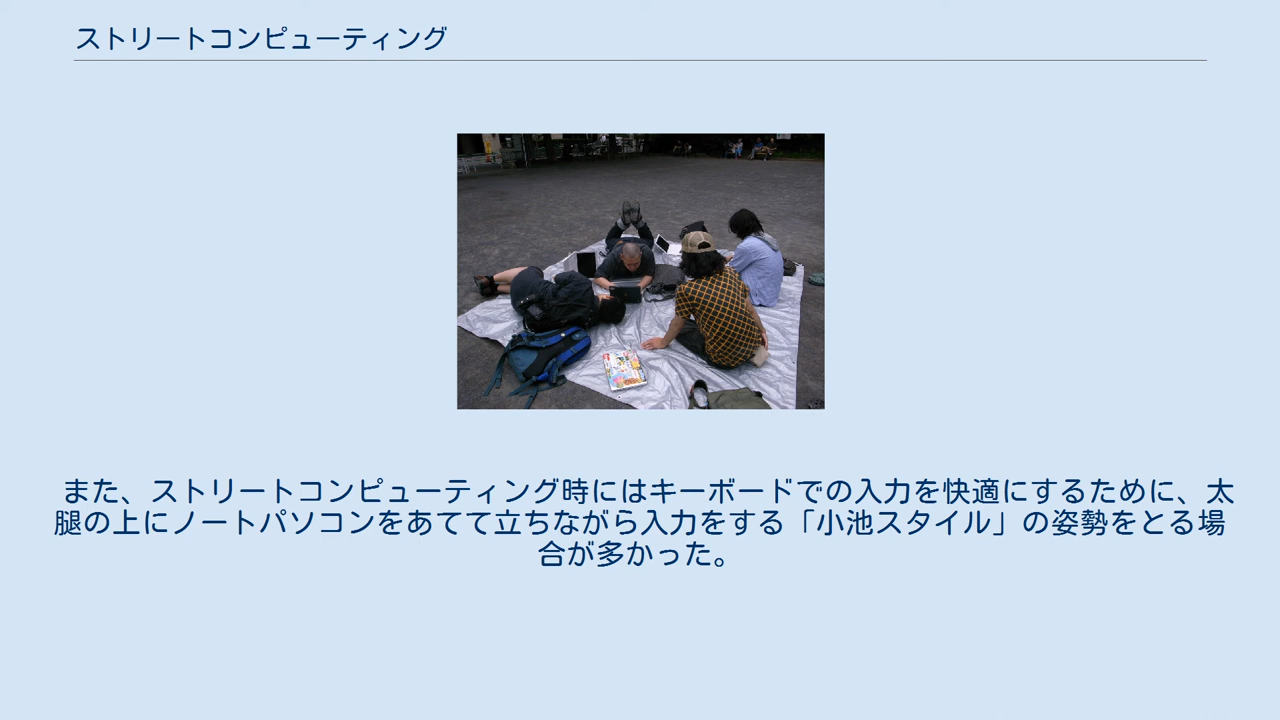 ストリートコンピューティング
また、ストリートコンピューティング時にはキーボードでの入力を快適にするために、太
腿の上にノートパソコンをあてて立ちながら入力をする「小池スタイル」の姿勢をとる場
合が多かった。